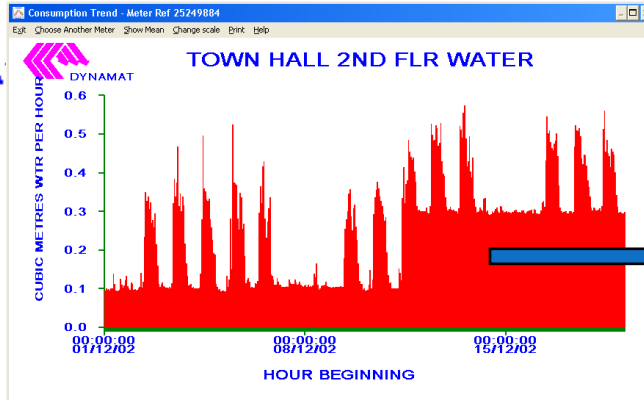 Consumption Trend - Meter Ref 25249884
Exit Choose Another Meter Show Mean Change scale Print Help
DYNAMAT
TOWN HALL 2ND FLR WATER
CUBIC METRES WTR PER HOUR
0.6
0.5
0.4
0.3
0.2
0.1
0.0
00:00:00 00:00:00 00:00:00
01/12/02 08/12/02 15/12/02
HOUR BEGINNING